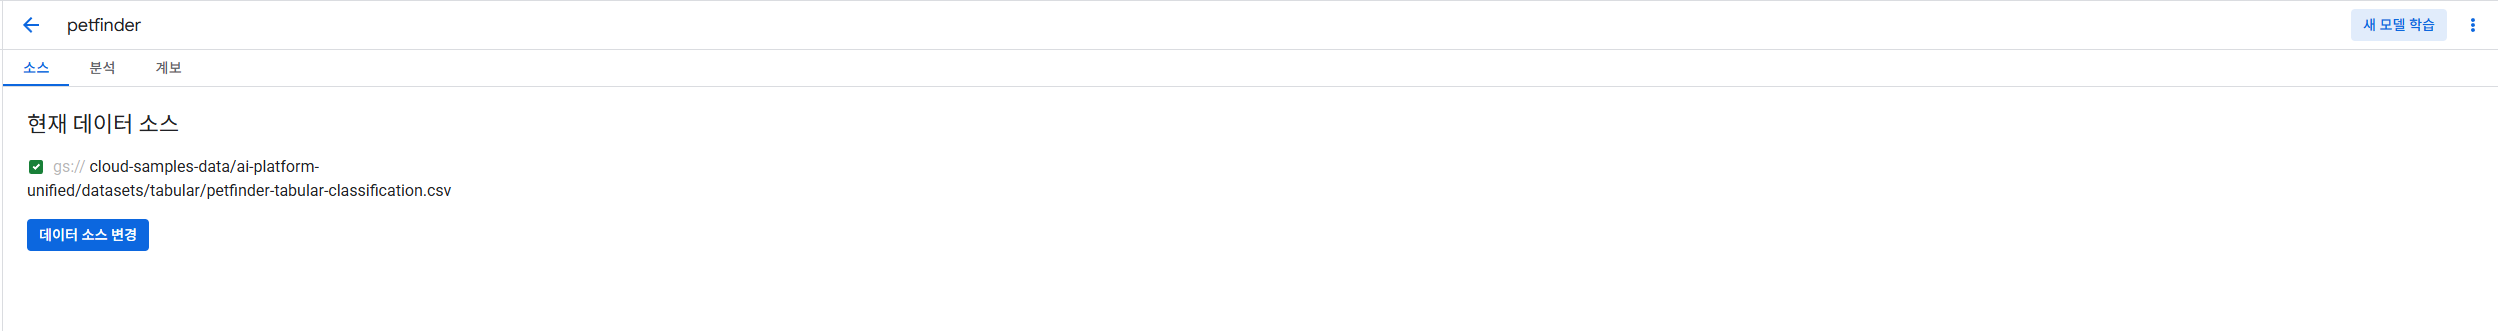 petfinder
새 모델 학습
소스
분석
계보
현재 데이터 소스
gs:// cloud-samples-data/ai-platform-
unified/datasets/tabular/petfinder-tabular-classification.csv
데이터 소스 변경